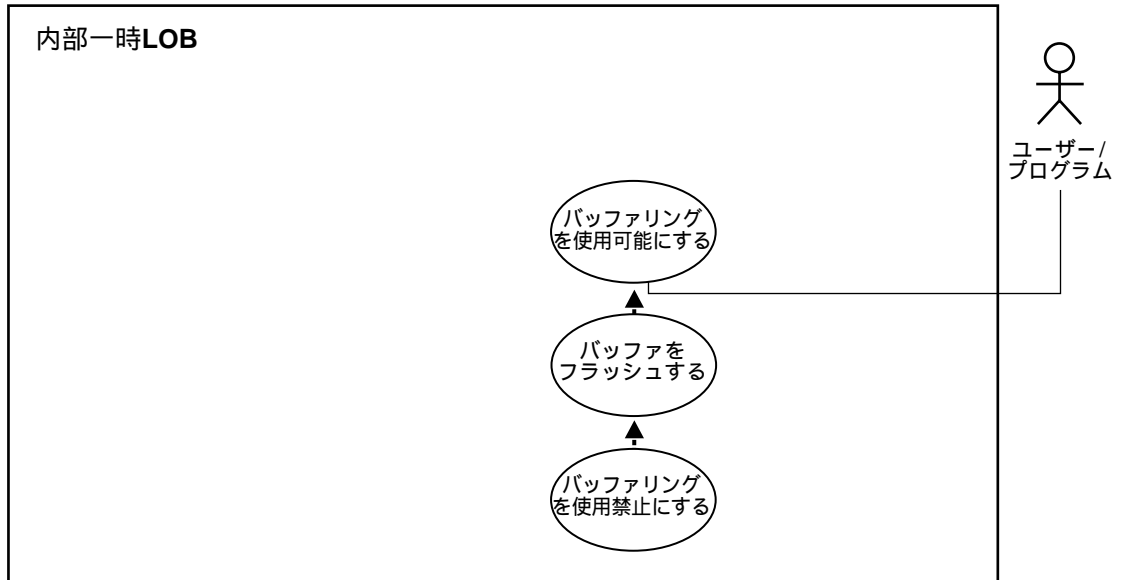 内部一時LOB
ユーザー/
プログラム
バッファリング
を使用可能にする
バッファを
フラッシュする
バッファリング
を使用禁止にする